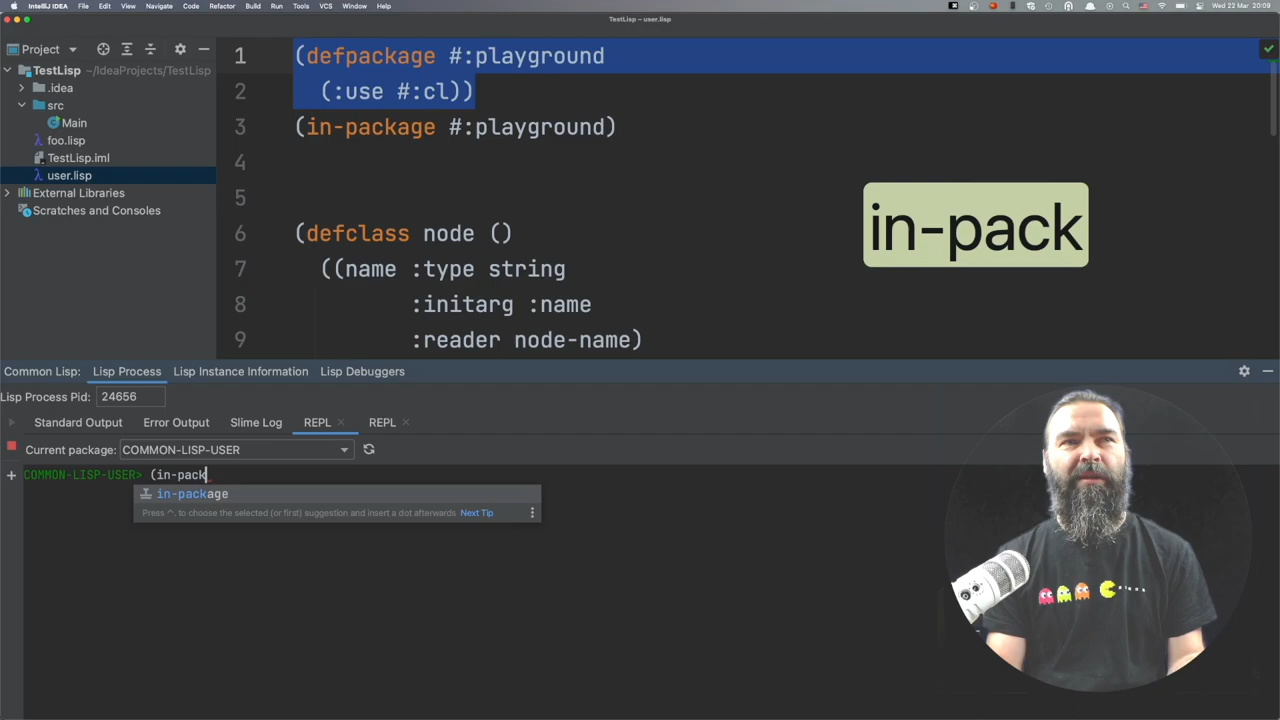 IntelliJ IDEA File Edit View Navigate Code Refactor Build Run Tools VCS Window Help Wed 22 Mar 20:09
TestLisp – user.lisp
Project
TestLisp ~/IdeaProjects/TestLisp
.idea
src
Main
foo.lisp
TestLisp.iml
user.lisp
External Libraries
Scratches and Consoles
1 (defpackage #:playground
2 (:use #:cl))
3 (in-package #:playground)
4
5
6 (defclass node ()
7 ((name :type string
8 :initarg :name
9 :reader node-name)
in-pack
Common Lisp: Lisp Process Lisp Instance Information Lisp Debuggers
Lisp Process Pid: 24656
Standard Output Error Output Slime Log REPL REPL
Current package: COMMON-LISP-USER
COMMON-LISP-USER> (in-pack
in-package
Press ^. to choose the selected (or first) suggestion and insert a dot afterwards Next Tip